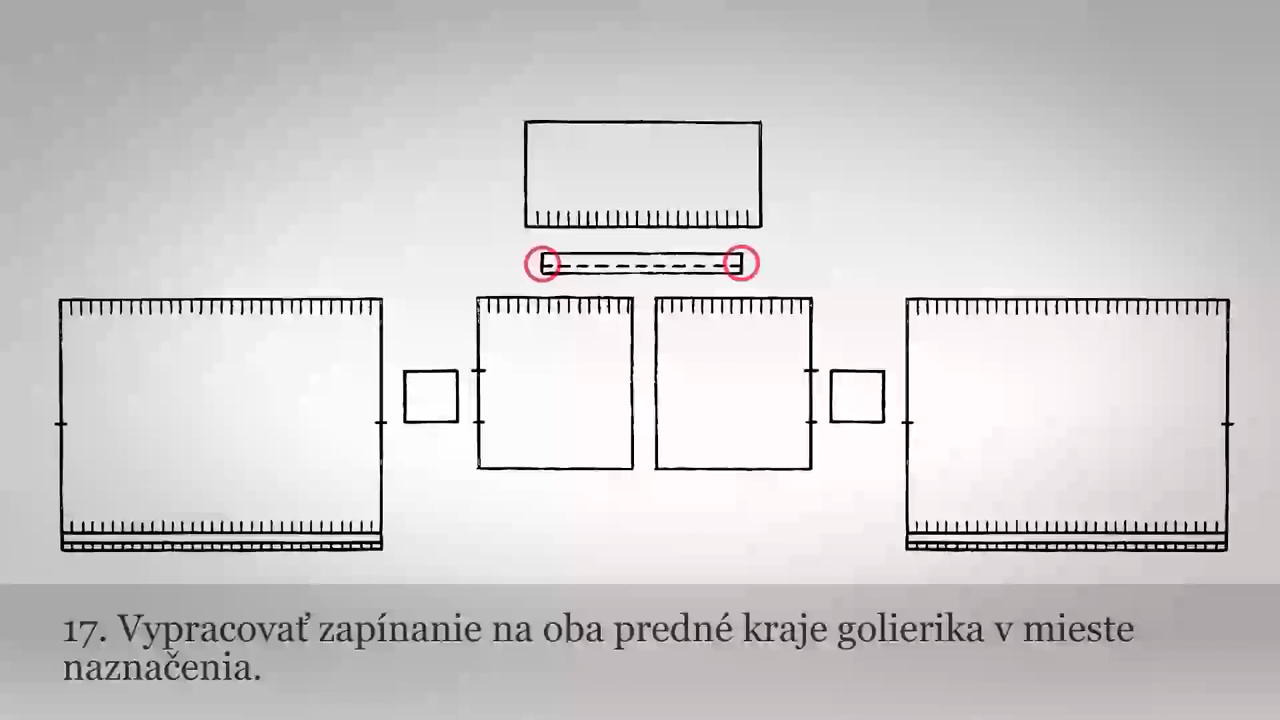 17. Vypracovať zapínanie na oba predné kraje golierika v mieste
naznačenia.